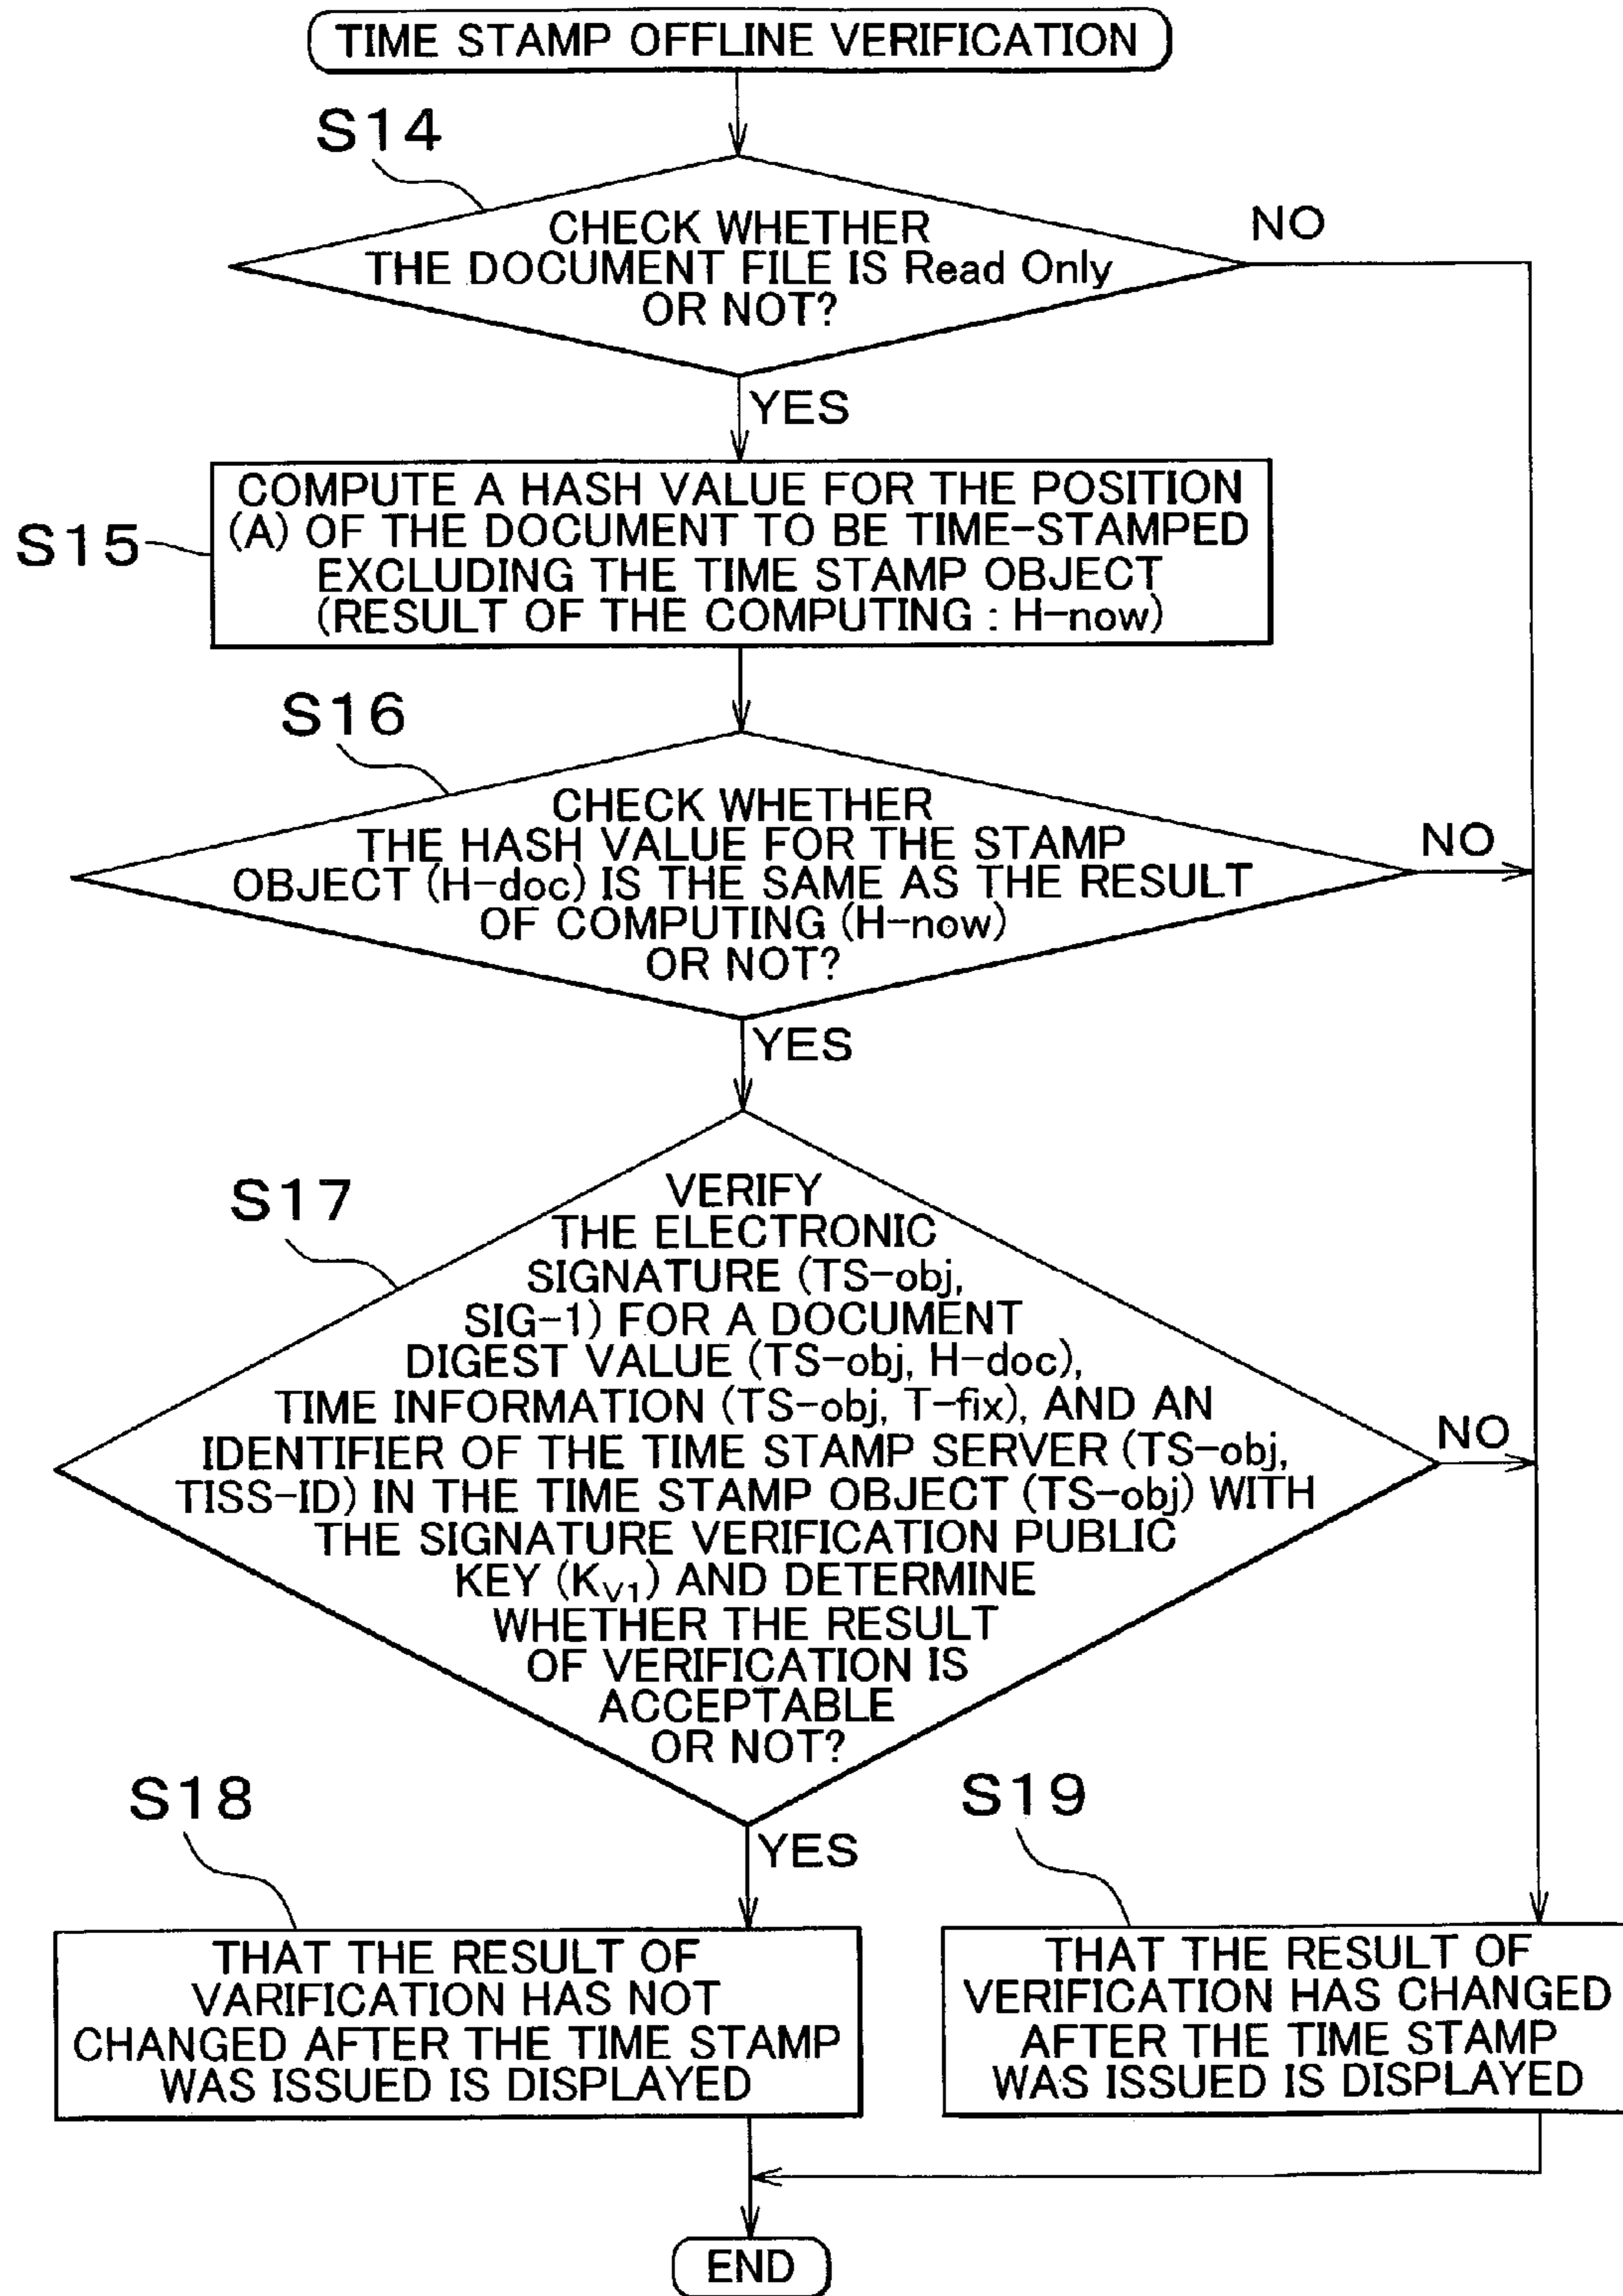 TIME STAMP OFFLINE VERIFICATION
S14
CHECK WHETHER
THE DOCUMENT FILE IS Read Only
OR NOT?
NO
YES
S15
COMPUTE A HASH VALUE FOR THE POSITION
(A) OF THE DOCUMENT TO BE TIME-STAMPED
EXCLUDING THE TIME STAMP OBJECT
(RESULT OF THE COMPUTING : H-now)
S16
CHECK WHETHER
THE HASH VALUE FOR THE STAMP
OBJECT (H-doc) IS THE SAME AS THE RESULT
OF COMPUTING (H-now)
OR NOT?
NO
YES
S17
VERIFY
THE ELECTRONIC
SIGNATURE (TS-obj,
SIG-1) FOR A DOCUMENT
DIGEST VALUE (TS-obj, H-doc),
TIME INFORMATION (TS-obj, T-fix), AND AN
IDENTIFIER OF THE TIME STAMP SERVER (TS-obj,
TISS-ID) IN THE TIME STAMP OBJECT (TS-obj) WITH
THE SIGNATURE VERIFICATION PUBLIC
KEY (KV1) AND DETERMINE
WHETHER THE RESULT
OF VERIFICATION IS
ACCEPTABLE
OR NOT?
NO
YES
S18
THAT THE RESULT OF
VARIFICATION HAS NOT
CHANGED AFTER THE TIME STAMP
WAS ISSUED IS DISPLAYED
S19
THAT THE RESULT OF
VERIFICATION HAS CHANGED
AFTER THE TIME STAMP
WAS ISSUED IS DISPLAYED
END